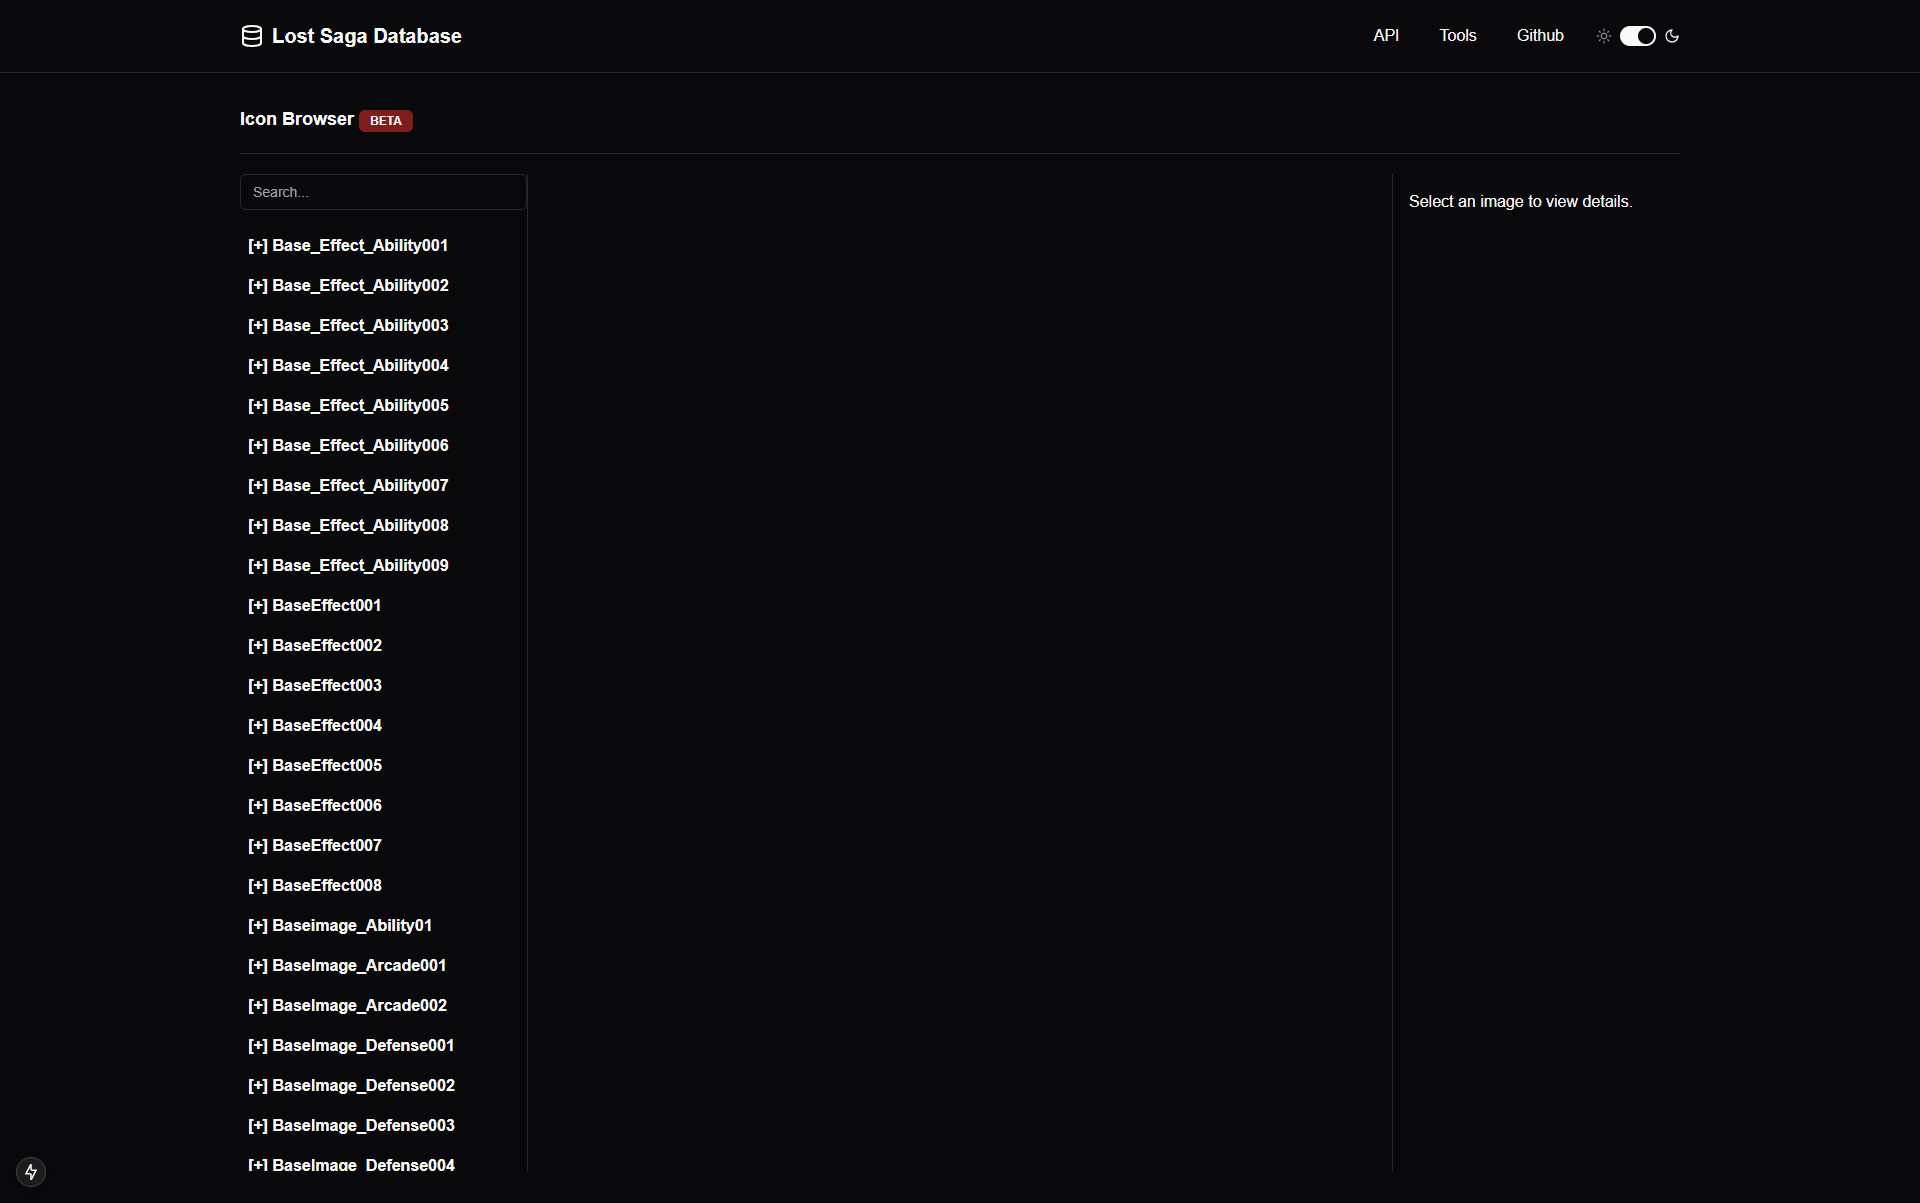 Lost Saga Database
API Tools Github
Icon Browser BETA
Search...
Select an image to view details.
[+] Base_Effect_Ability001
[+] Base_Effect_Ability002
[+] Base_Effect_Ability003
[+] Base_Effect_Ability004
[+] Base_Effect_Ability005
[+] Base_Effect_Ability006
[+] Base_Effect_Ability007
[+] Base_Effect_Ability008
[+] Base_Effect_Ability009
[+] BaseEffect001
[+] BaseEffect002
[+] BaseEffect003
[+] BaseEffect004
[+] BaseEffect005
[+] BaseEffect006
[+] BaseEffect007
[+] BaseEffect008
[+] Baseimage_Ability01
[+] BaseImage_Arcade001
[+] BaseImage_Arcade002
[+] BaseImage_Defense001
[+] BaseImage_Defense002
[+] BaseImage_Defense003
[+] BaseImage_Defense004